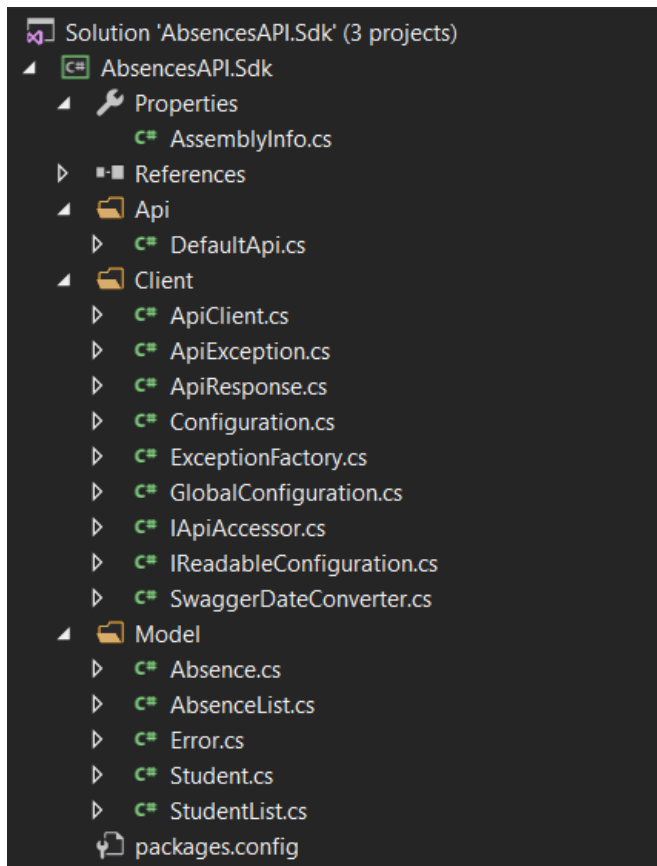 Solution 'AbsencesAPI.Sdk' (3 projects)
C# AbsencesAPI.Sdk
Properties
C# AssemblyInfo.cs
References
Api
C# DefaultApi.cs
Client
C# ApiClient.cs
C# ApiException.cs
C# ApiResponse.cs
C# Configuration.cs
C# ExceptionFactory.cs
C# GlobalConfiguration.cs
C# IApiAccessor.cs
C# IReadableConfiguration.cs
C# SwaggerDateConverter.cs
Model
C# Absence.cs
C# AbsenceList.cs
C# Error.cs
C# Student.cs
C# StudentList.cs
packages.config